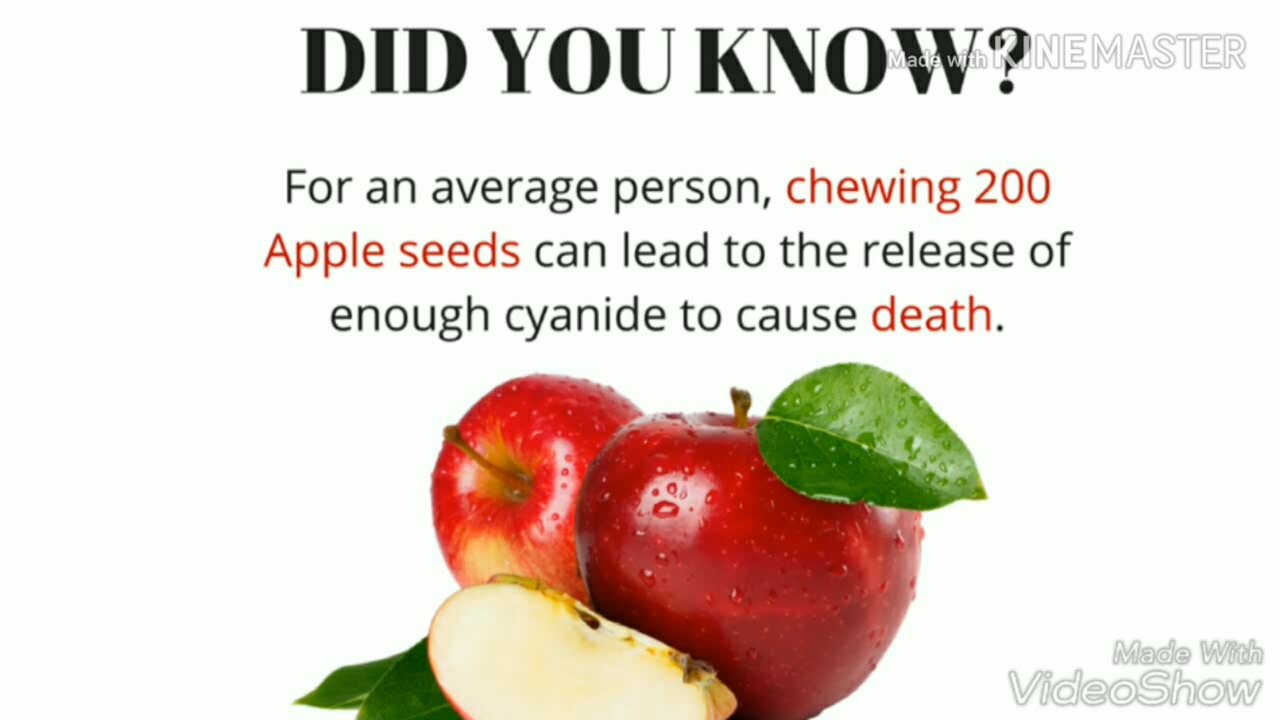 DID YOU KNOW?
Made with KINEMASTER
For an average person, chewing 200
Apple seeds can lead to the release of
enough cyanide to cause death.
Made With
VideoShow